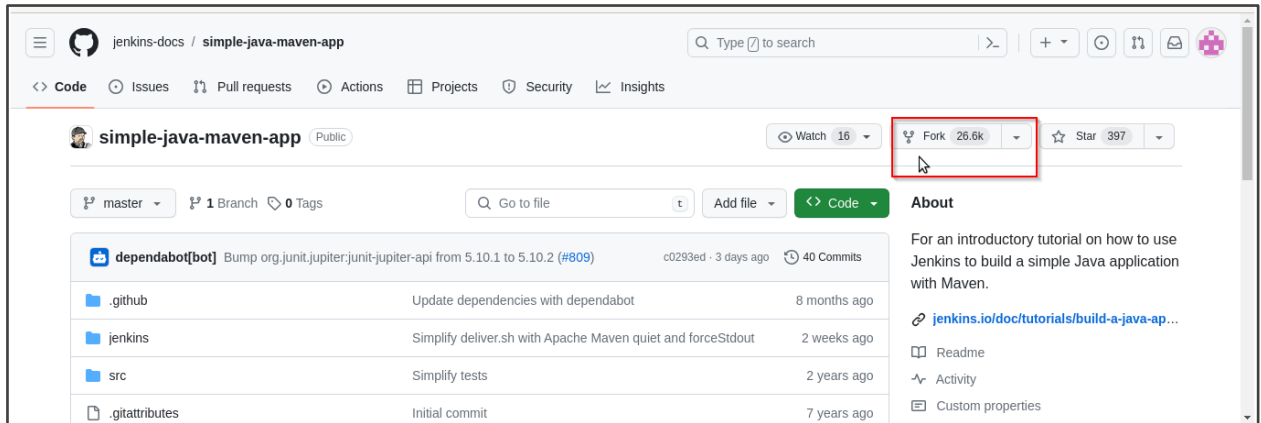 jenkins-docs / simple-java-maven-app
Type / to search
Code Issues Pull requests Actions Projects Security Insights
simple-java-maven-app Public
Watch 16 Fork 26.6k Star 397
master 1 Branch 0 Tags Go to file t Add file Code
About
dependabot[bot] Bump org.junit.jupiter:junit-jupiter-api from 5.10.1 to 5.10.2 (#809) c0293ed · 3 days ago 40 Commits
.github Update dependencies with dependabot 8 months ago
jenkins Simplify deliver.sh with Apache Maven quiet and forceStdout 2 weeks ago
src Simplify tests 2 years ago
.gitattributes Initial commit 7 years ago
For an introductory tutorial on how to use
Jenkins to build a simple Java application
with Maven.
jenkins.io/doc/tutorials/build-a-java-ap...
Readme
Activity
Custom properties